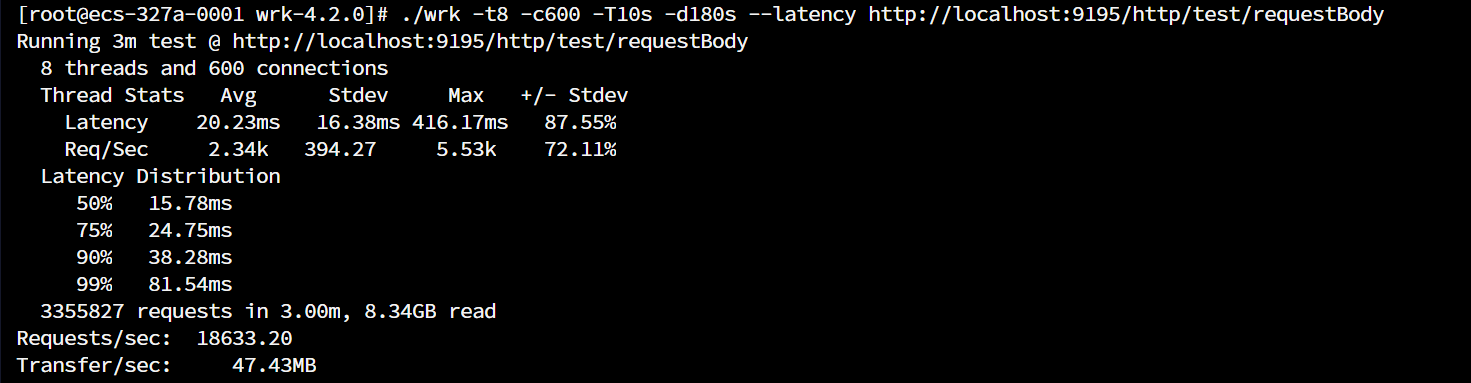 [root@ecs-327a-0001 wrk-4.2.0]# ./wrk -t8 -c600 -T10s -d180s --latency http://localhost:9195/http/test/requestBody
Running 3m test @ http://localhost:9195/http/test/requestBody
  8 threads and 600 connections
  Thread Stats   Avg      Stdev     Max   +/- Stdev
    Latency    20.23ms   16.38ms 416.17ms   87.55%
    Req/Sec     2.34k   394.27     5.53k    72.11%
  Latency Distribution
     50%   15.78ms
     75%   24.75ms
     90%   38.28ms
     99%   81.54ms
  3355827 requests in 3.00m, 8.34GB read
Requests/sec:  18633.20
Transfer/sec:     47.43MB